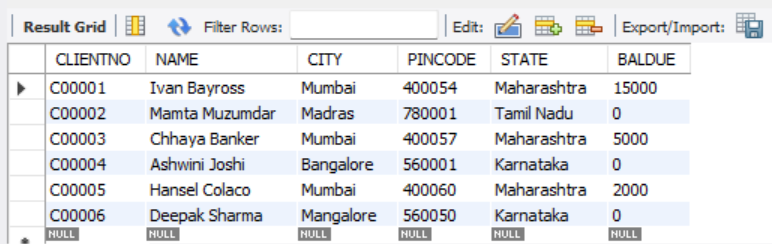 Result Grid Filter Rows: Edit: Export/Import:
CLIENTNO NAME CITY PINCODE STATE BALDUE
C00001 Ivan Bayross Mumbai 400054 Maharashtra 15000
C00002 Mamta Muzumdar Madras 780001 Tamil Nadu 0
C00003 Chhaya Banker Mumbai 400057 Maharashtra 5000
C00004 Ashwini Joshi Bangalore 560001 Karnataka 0
C00005 Hansel Colaco Mumbai 400060 Maharashtra 2000
C00006 Deepak Sharma Mangalore 560050 Karnataka 0
NULL NULL NULL NULL NULL NULL